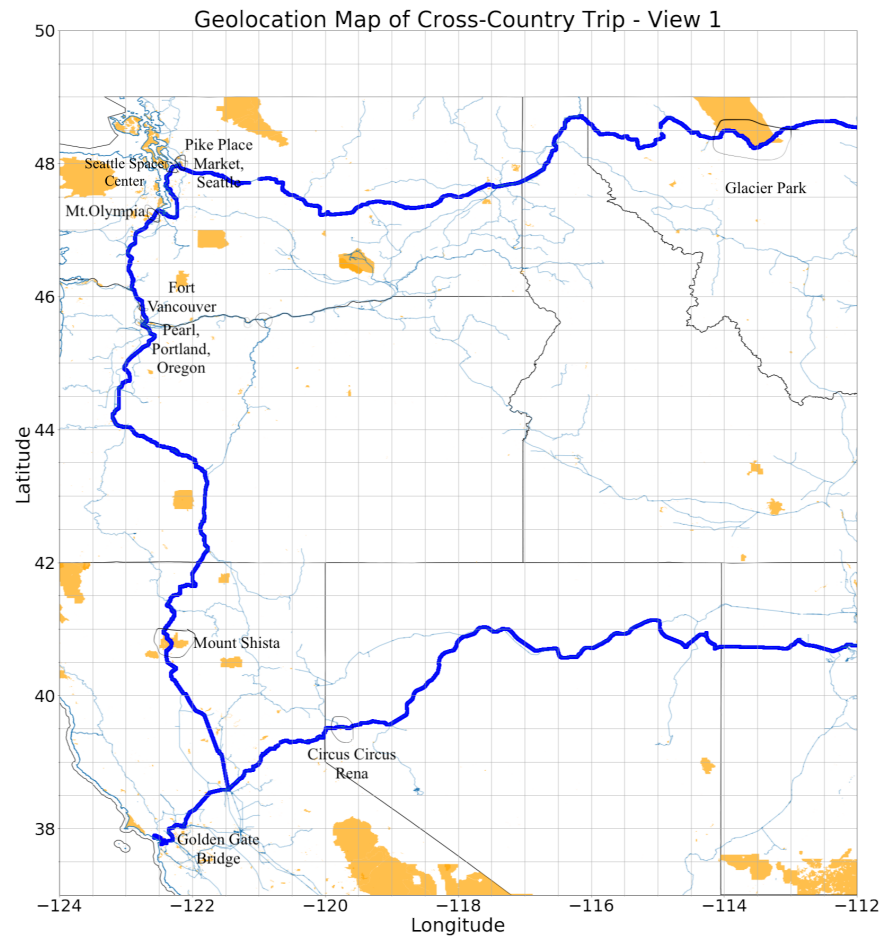 Geolocation Map of Cross-Country Trip - View 1
50
48
46
44
42
40
38
Latitude
Pike Place
Market,
Seattle
Seattle Space
Center
Mt.Olympia
Glacier Park
Fort
Vancouver
Pearl,
Portland,
Oregon
Mount Shista
Circus Circus
Rena
Golden Gate
Bridge
−124
−122
−120
−118
−116
−114
−112
Longitude